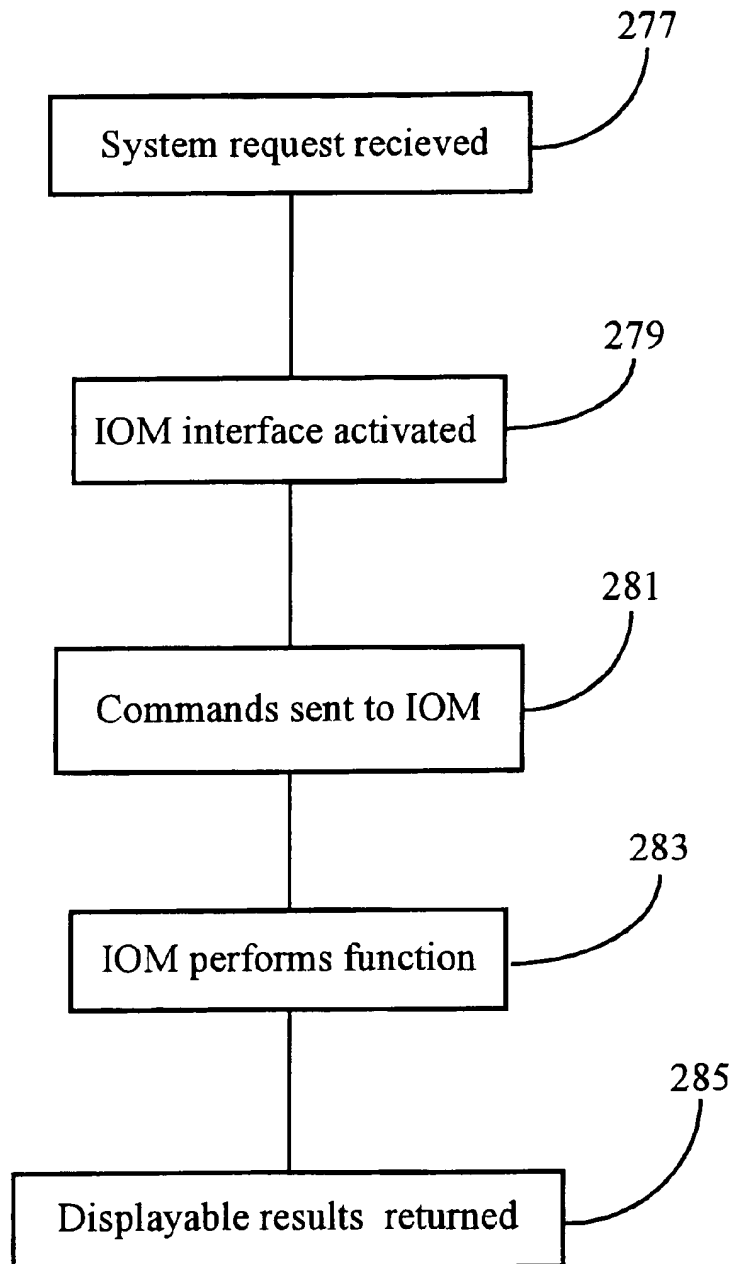 277
System request recieved
279
IOM interface activated
281
Commands sent to IOM
283
IOM performs function
285
Displayable results returned